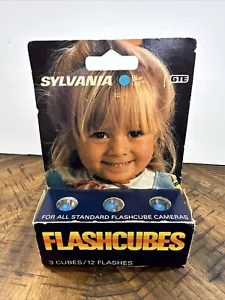 SYLVANIA
GTE
FOR ALL STANDARD FLASHCUBE CAMERAS
FLASHCUBES
3 CUBES/12 FLASHES